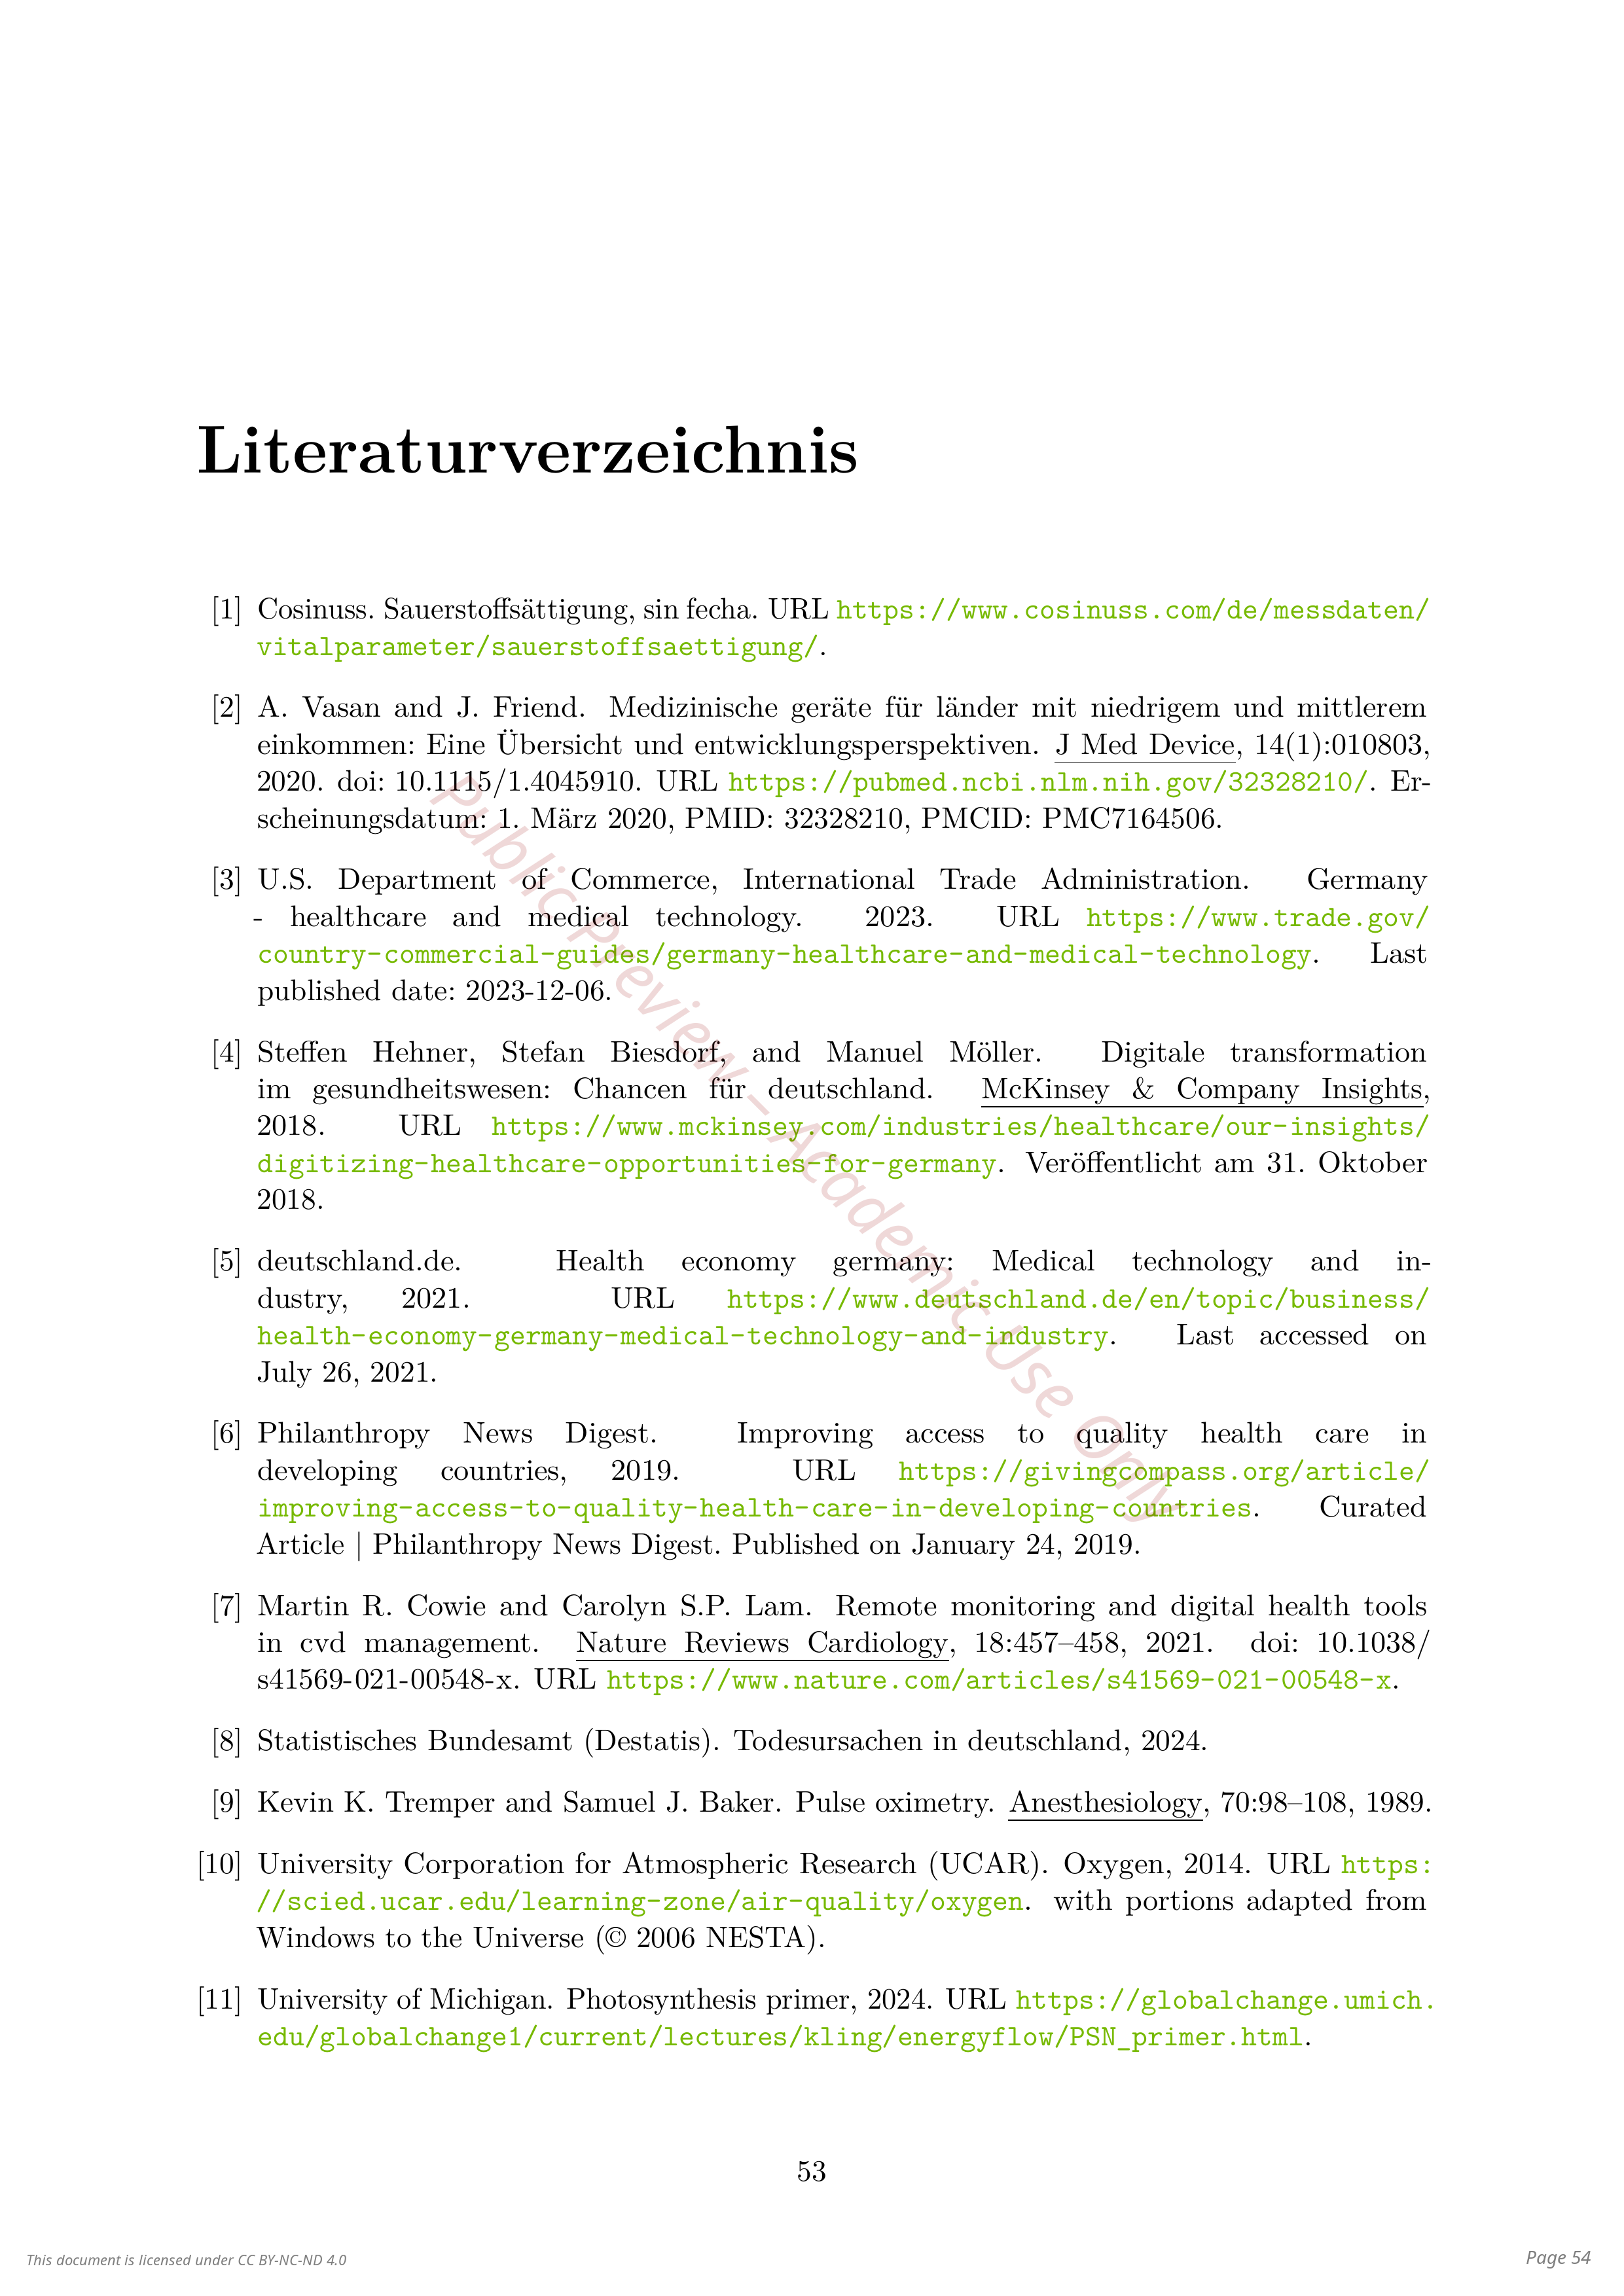 Literaturverzeichnis
[1] Cosinuss. Sauerstoffsättigung, sin fecha. URL https://www.cosinuss.com/de/messdaten/
vitalparameter/sauerstoffsaettigung/.
[2] A. Vasan and J. Friend. Medizinische geräte für länder mit niedrigem und mittlerem
einkommen: Eine Übersicht und entwicklungsperspektiven. J Med Device, 14(1):010803,
2020. doi: 10.1115/1.4045910. URL https://pubmed.ncbi.nlm.nih.gov/32328210/. Er-
scheinungsdatum: 1. März 2020, PMID: 32328210, PMCID: PMC7164506.
[3] U.S. Department of Commerce, International Trade Administration. Germany
- healthcare and medical technology. 2023. URL https://www.trade.gov/
country-commercial-guides/germany-healthcare-and-medical-technology. Last
published date: 2023-12-06.
[4] Steffen Hehner, Stefan Biesdorf, and Manuel Möller. Digitale transformation
im gesundheitswesen: Chancen für deutschland. McKinsey & Company Insights,
2018. URL https://www.mckinsey.com/industries/healthcare/our-insights/
digitizing-healthcare-opportunities-for-germany. Veröffentlicht am 31. Oktober
2018.
[5] deutschland.de. Health economy germany: Medical technology and in-
dustry, 2021. URL https://www.deutschland.de/en/topic/business/
health-economy-germany-medical-technology-and-industry. Last accessed on
July 26, 2021.
[6] Philanthropy News Digest. Improving access to quality health care in
developing countries, 2019. URL https://givingcompass.org/article/
improving-access-to-quality-health-care-in-developing-countries. Curated
Article | Philanthropy News Digest. Published on January 24, 2019.
[7] Martin R. Cowie and Carolyn S.P. Lam. Remote monitoring and digital health tools
in cvd management. Nature Reviews Cardiology, 18:457–458, 2021. doi: 10.1038/
s41569-021-00548-x. URL https://www.nature.com/articles/s41569-021-00548-x.
[8] Statistisches Bundesamt (Destatis). Todesursachen in deutschland, 2024.
[9] Kevin K. Tremper and Samuel J. Baker. Pulse oximetry. Anesthesiology, 70:98–108, 1989.
[10] University Corporation for Atmospheric Research (UCAR). Oxygen, 2014. URL https:
//scied.ucar.edu/learning-zone/air-quality/oxygen. with portions adapted from
Windows to the Universe (© 2006 NESTA).
[11] University of Michigan. Photosynthesis primer, 2024. URL https://globalchange.umich.
edu/globalchange1/current/lectures/kling/energyflow/PSN_primer.html.
Public Preview – Academic Use Only
53
This document is licensed under CC BY-NC-ND 4.0
Page 54